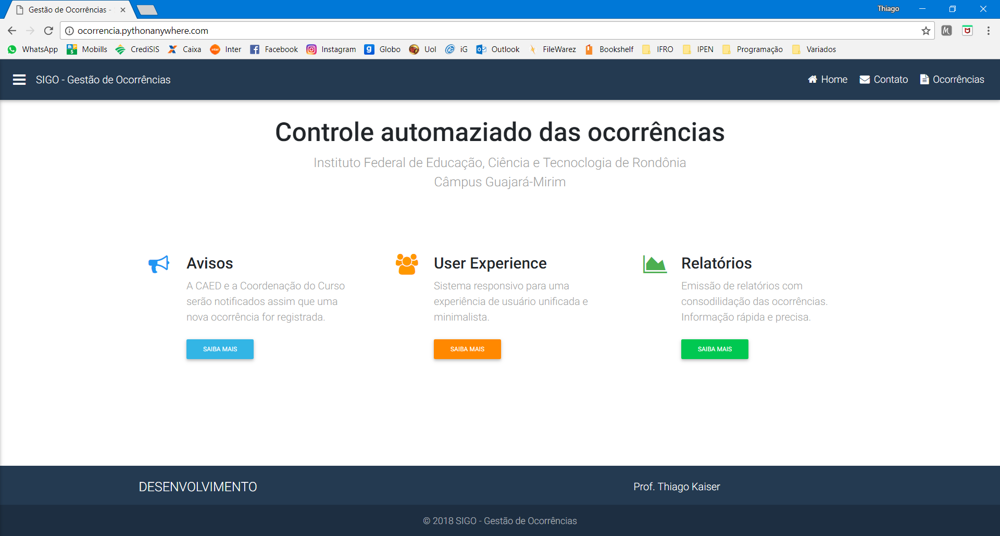 Gestão de Ocorrências -
Thiago
ocorrencia.pythonanywhere.com
WhatsApp Mobills CrediSIS Caixa Inter Facebook Instagram Globo Uol iG Outlook FileWarez Bookshelf IFRO IPEN Programação Variados
SIGO - Gestão de Ocorrências
Home Contato Ocorrências
Controle automaziado das ocorrências
Instituto Federal de Educação, Ciência e Tecnoclogia de Rondônia
Câmpus Guajará-Mirim
Avisos
A CAED e a Coordenação do Curso
serão notificados assim que uma
nova ocorrência for registrada.
SAIBA MAIS
User Experience
Sistema responsivo para uma
experiência de usuário unificada e
minimalista.
SAIBA MAIS
Relatórios
Emissão de relatórios com
consodilidação das ocorrências.
Informação rápida e precisa.
SAIBA MAIS
DESENVOLVIMENTO
Prof. Thiago Kaiser
© 2018 SIGO - Gestão de Ocorrências